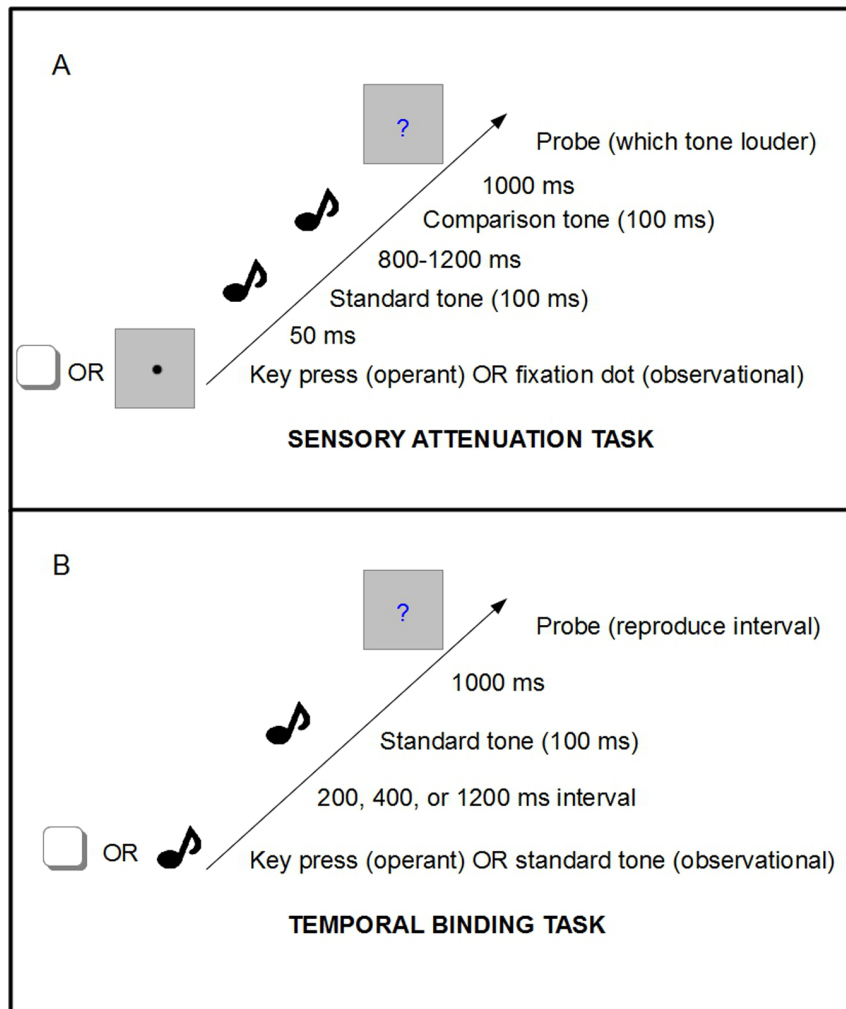 A
?
Probe (which tone louder)
1000 ms
Comparison tone (100 ms)
800-1200 ms
Standard tone (100 ms)
50 ms
OR
Key press (operant) OR fixation dot (observational)
SENSORY ATTENUATION TASK
B
?
Probe (reproduce interval)
1000 ms
Standard tone (100 ms)
200, 400, or 1200 ms interval
OR
Key press (operant) OR standard tone (observational)
TEMPORAL BINDING TASK